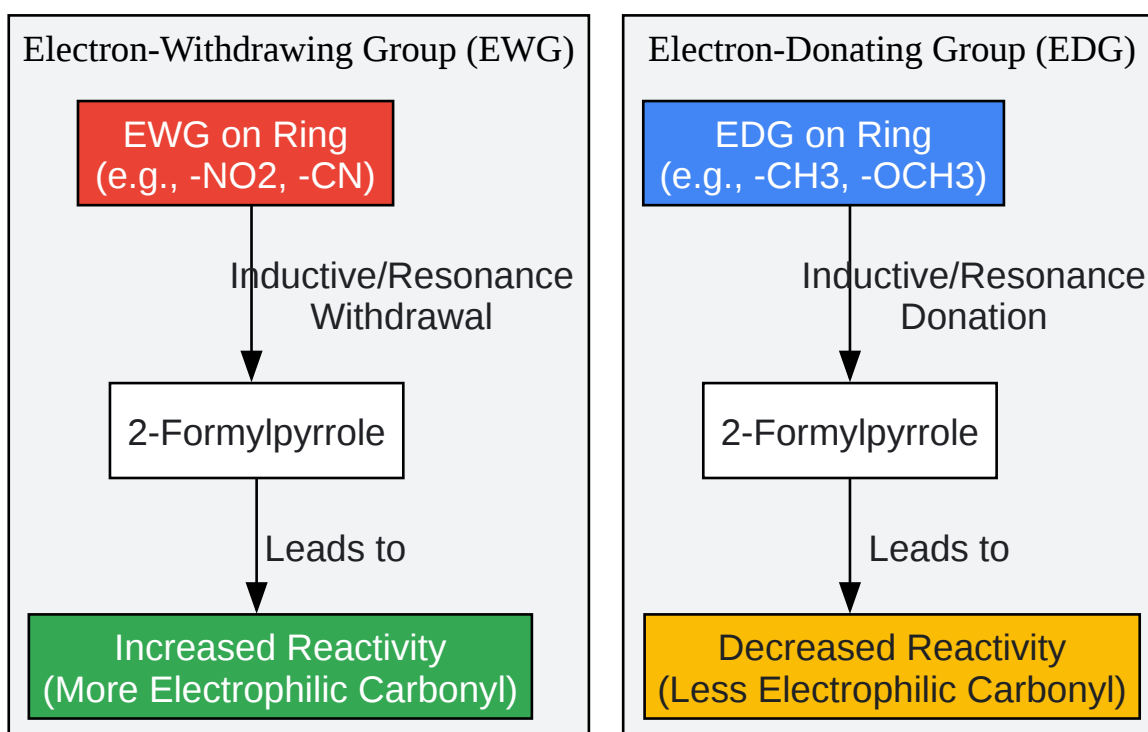 Electron-Withdrawing Group (EWG)
EWG on Ring
(e.g., -NO2, -CN)
Inductive/Resonance
Withdrawal
2-Formylpyrrole
Leads to
Increased Reactivity
(More Electrophilic Carbonyl)
Electron-Donating Group (EDG)
EDG on Ring
(e.g., -CH3, -OCH3)
Inductive/Resonance
Donation
2-Formylpyrrole
Leads to
Decreased Reactivity
(Less Electrophilic Carbonyl)